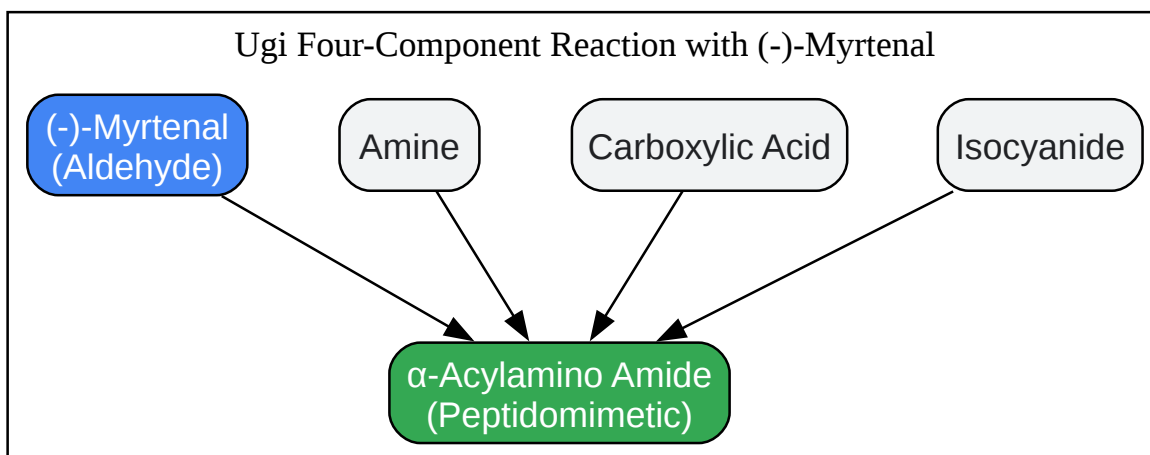 Ugi Four-Component Reaction with (-)-Myrtenal
(-)-Myrtenal
(Aldehyde)
Amine
Carboxylic Acid
Isocyanide
α-Acylamino Amide
(Peptidomimetic)